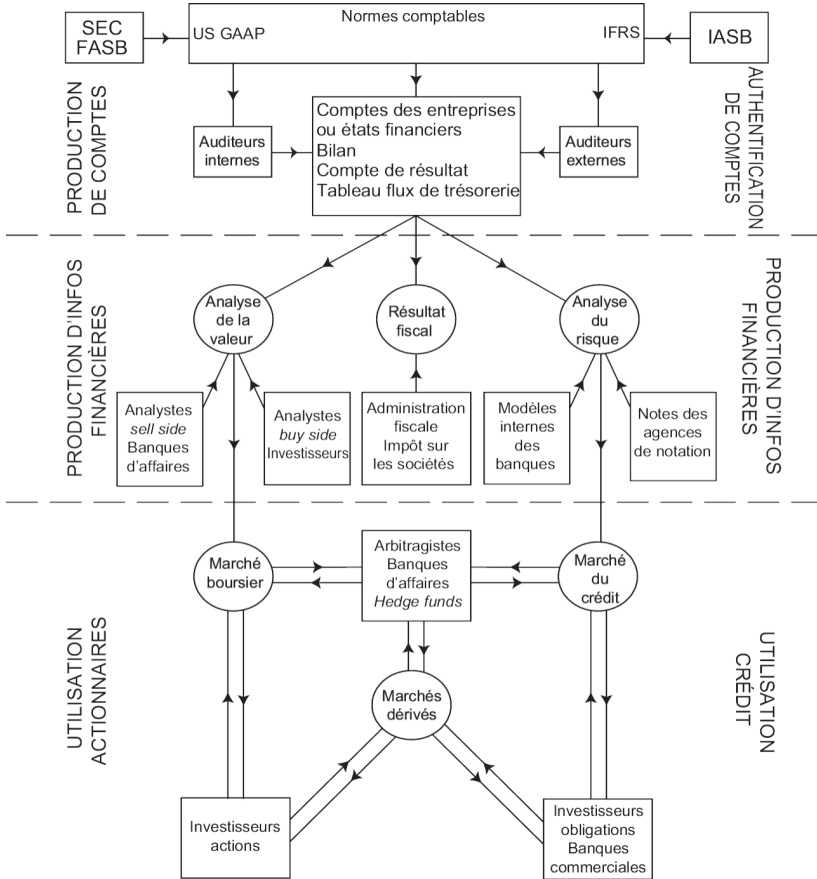 Normes comptables
SEC
FASB
US GAAP
IFRS
IASB
PRODUCTION
DE COMPTES
AUTHENTIFICATION
DE COMPTES
Auditeurs
internes
Comptes des entreprises
ou états financiers
Bilan
Compte de résultat
Tableau flux de trésorerie
Auditeurs
externes
PRODUCTION D'INFOS
FINANCIÈRES
PRODUCTION D'INFOS
FINANCIÈRES
Analyse
de la
valeur
Résultat
fiscal
Analyse
du
risque
Analystes
sell side
Banques
d'affaires
Analystes
buy side
Investisseurs
Administration
fiscale
Impôt sur
les sociétés
Modèles
internes
des
banques
Notes des
agences
de notation
UTILISATION
ACTIONNAIRES
UTILISATION
CRÉDIT
Marché
boursier
Arbitragistes
Banques
d'affaires
Hedge funds
Marché
du
crédit
Marchés
dérivés
Investisseurs
actions
Investisseurs
obligations
Banques
commerciales